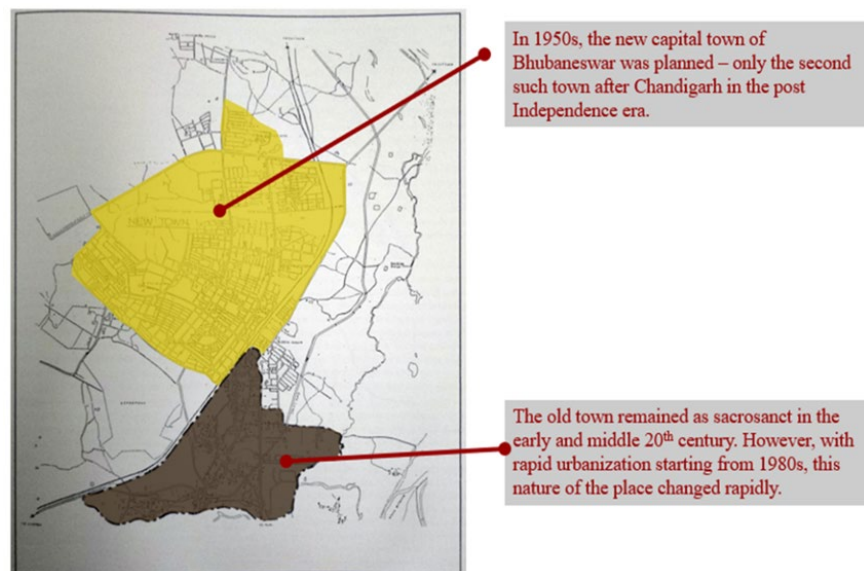 In 1950s, the new capital town of
Bhubaneswar was planned – only the second
such town after Chandigarh in the post
Independence era.
NEW TOWN
The old town remained as sacrosanct in the
early and middle 20th century. However, with
rapid urbanization starting from 1980s, this
nature of the place changed rapidly.